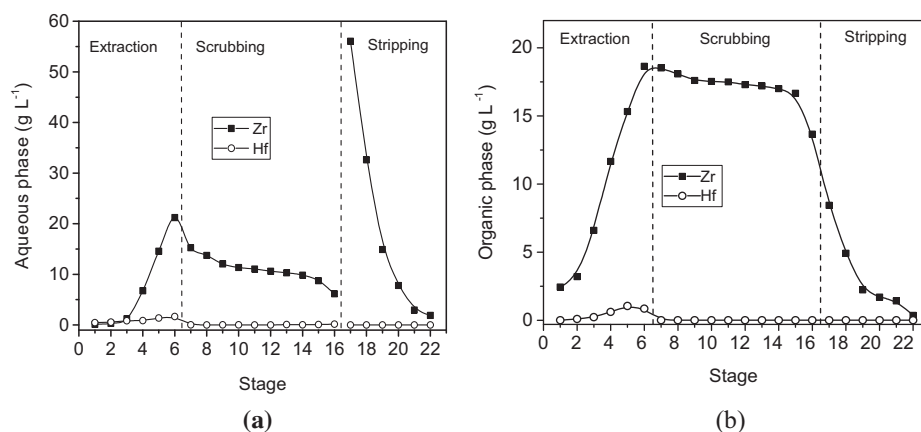 Extraction Scrubbing Stripping
Aqueous phase (g L⁻¹)
60
50
40
30
20
10
0
Zr
Hf
0 2 4 6 8 10 12 14 16 18 20 22
Stage
(a)
Extraction Scrubbing Stripping
Organic phase (g L⁻¹)
20
15
10
5
0
Zr
Hf
0 2 4 6 8 10 12 14 16 18 20 22
Stage
(b)